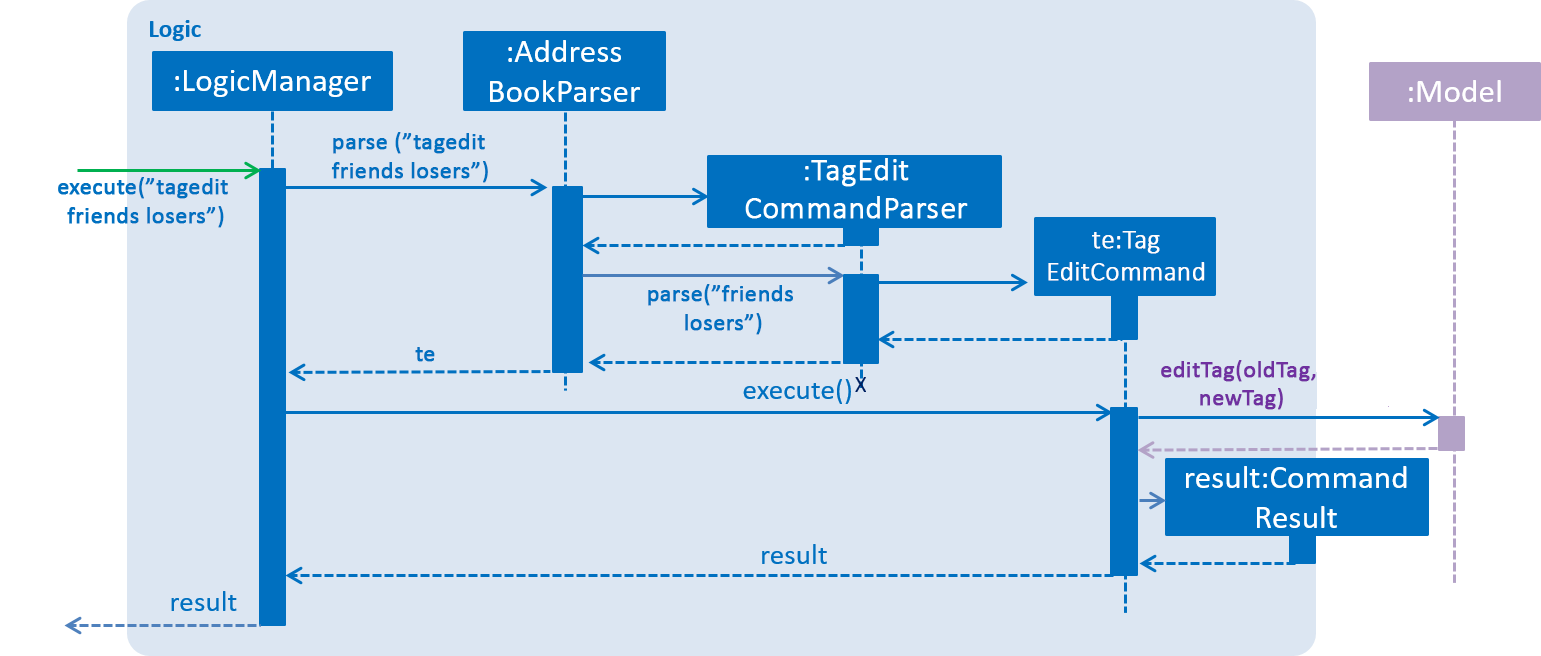 Logic
:LogicManager
:Address
BookParser
:Model
parse (”tagedit
friends losers”)
execute(”tagedit
friends losers”)
:TagEdit
CommandParser
te:Tag
EditCommand
parse(”friends
losers”)
te
execute()
X
editTag(oldTag,
newTag)
result:Command
Result
result
result